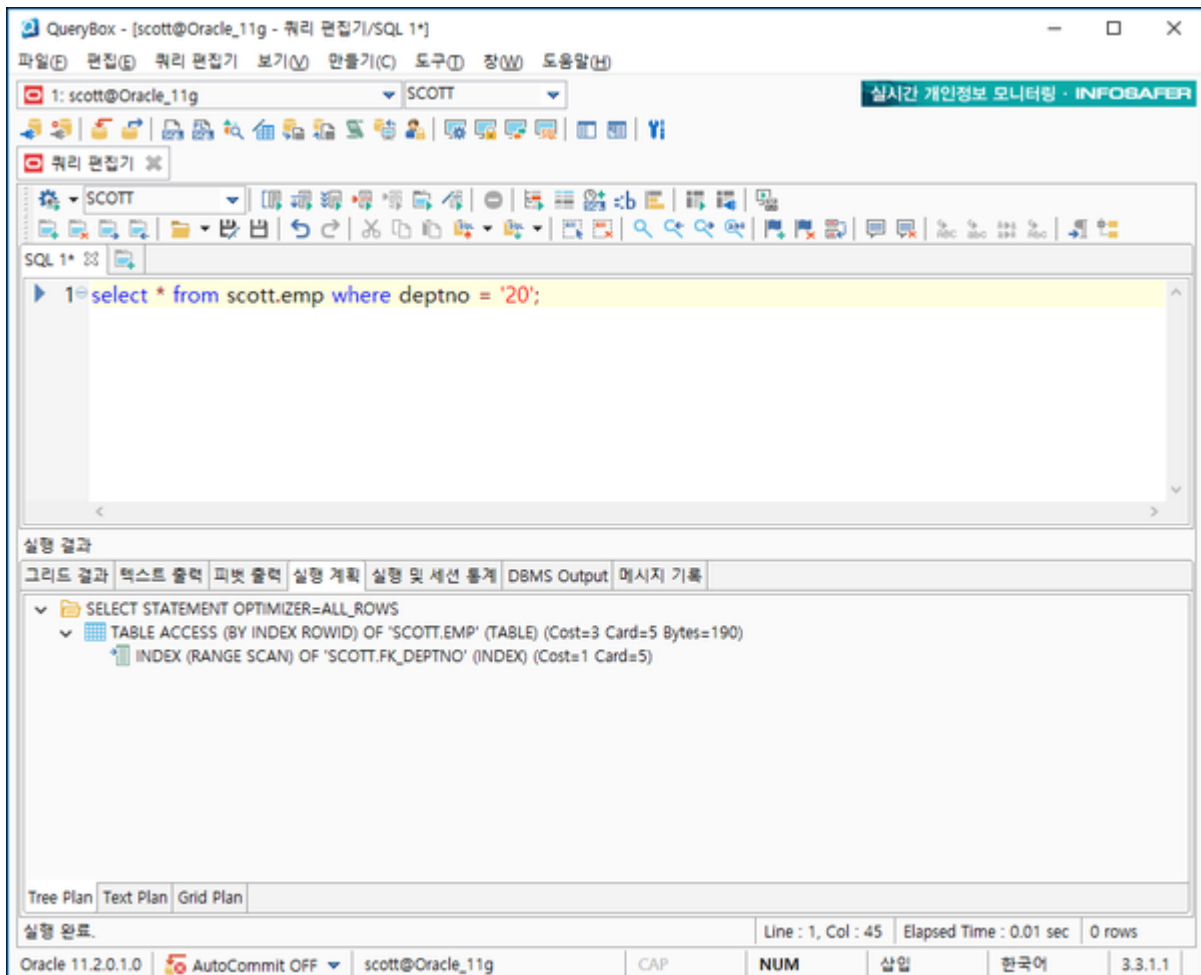 QueryBox - [scott@Oracle_11g - 쿼리 편집기/SQL 1*]
파일(F) 편집(E) 쿼리 편집기 보기(V) 만들기(C) 도구(T) 창(W) 도움말(H)
1: scott@Oracle_11g SCOTT 실시간 개인정보 모니터링 · INFOSAFER
쿼리 편집기
SCOTT
SQL 1*
1 select * from scott.emp where deptno = '20';
실행 결과
그리드 결과 텍스트 출력 피벗 출력 실행 계획 실행 및 세션 통계 DBMS Output 메시지 기록
SELECT STATEMENT OPTIMIZER=ALL_ROWS
TABLE ACCESS (BY INDEX ROWID) OF 'SCOTT.EMP' (TABLE) (Cost=3 Card=5 Bytes=190)
INDEX (RANGE SCAN) OF 'SCOTT.FK_DEPTNO' (INDEX) (Cost=1 Card=5)
Tree Plan Text Plan Grid Plan
실행 완료. Line : 1, Col : 45 Elapsed Time : 0.01 sec 0 rows
Oracle 11.2.0.1.0 AutoCommit OFF scott@Oracle_11g CAP NUM 삽입 한국어 3.3.1.1